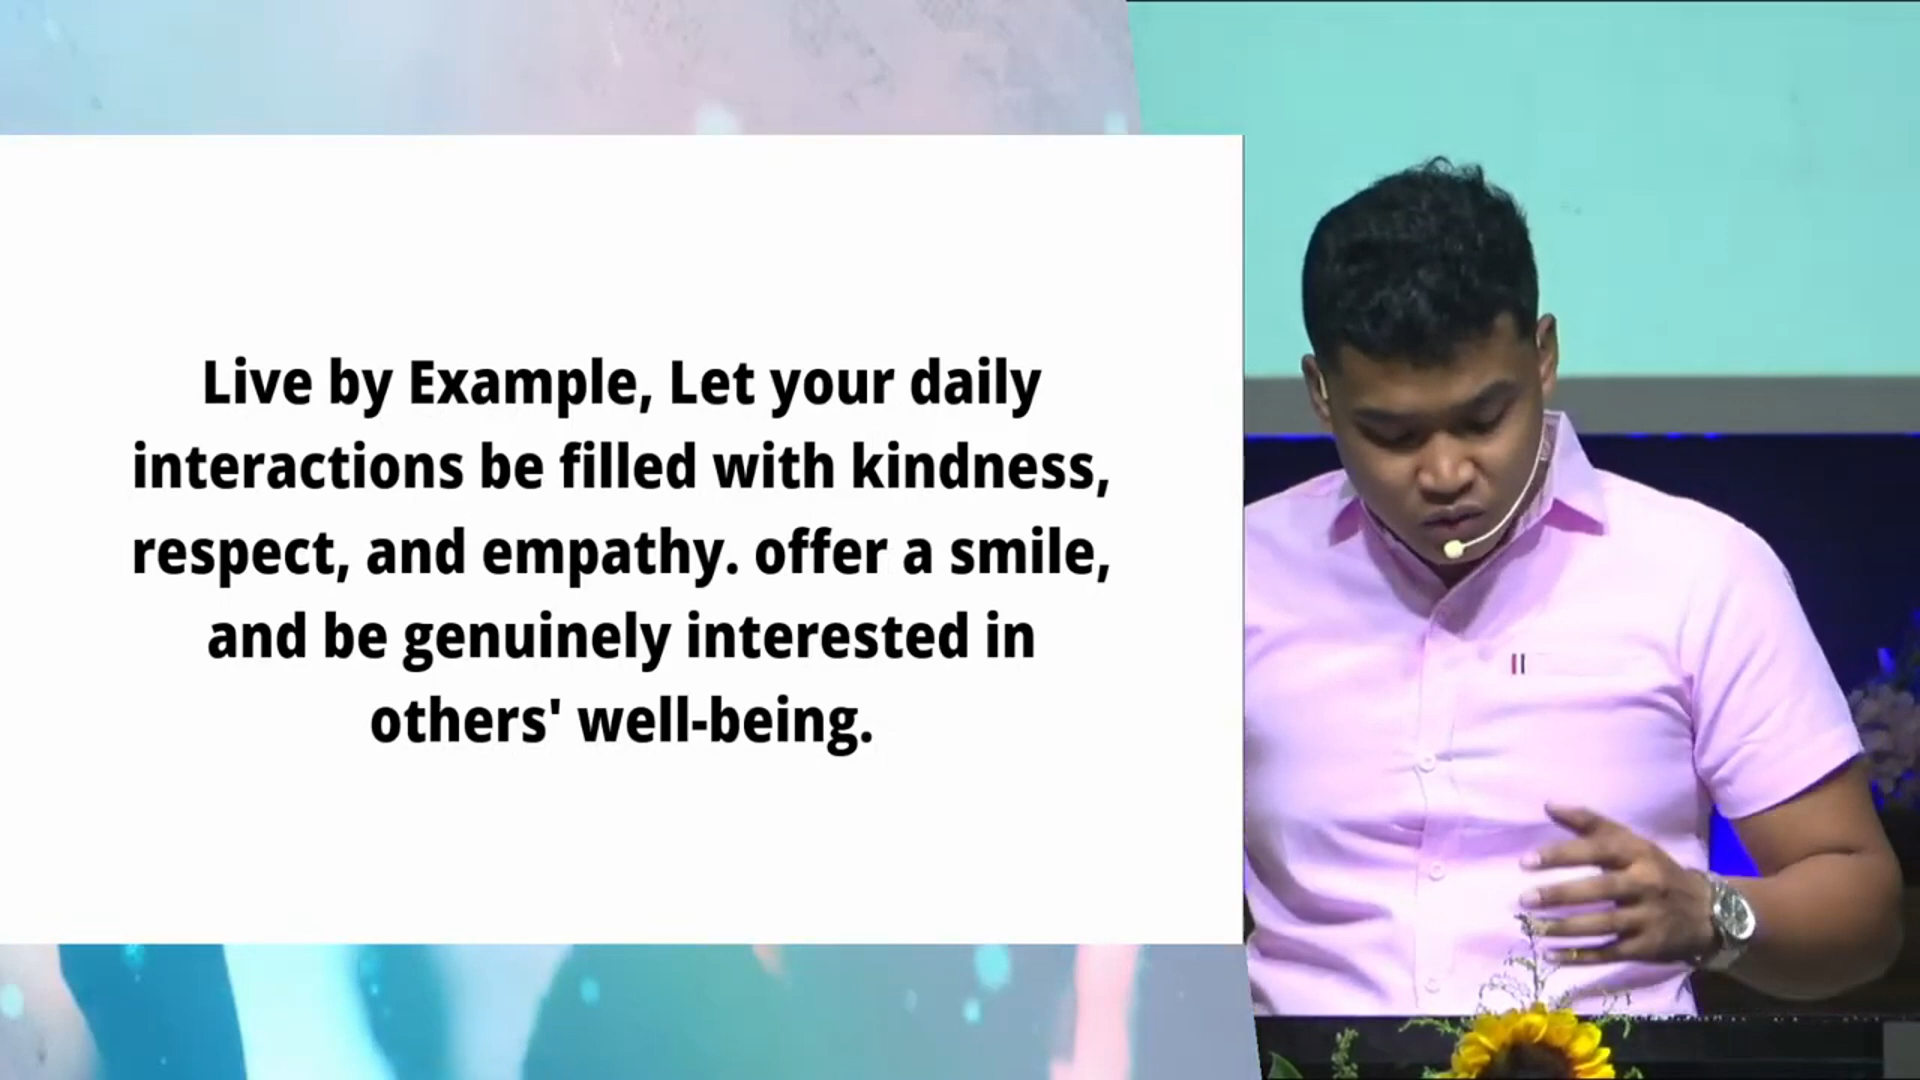 Live by Example, Let your daily
interactions be filled with kindness,
respect, and empathy. offer a smile,
and be genuinely interested in
others' well-being.